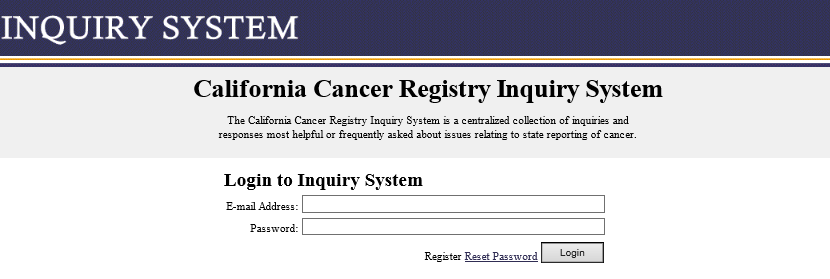 INQUIRY SYSTEM
California Cancer Registry Inquiry System
The California Cancer Registry Inquiry System is a centralized collection of inquiries and
responses most helpful or frequently asked about issues relating to state reporting of cancer.
Login to Inquiry System
E-mail Address:
Password:
Register Reset Password Login